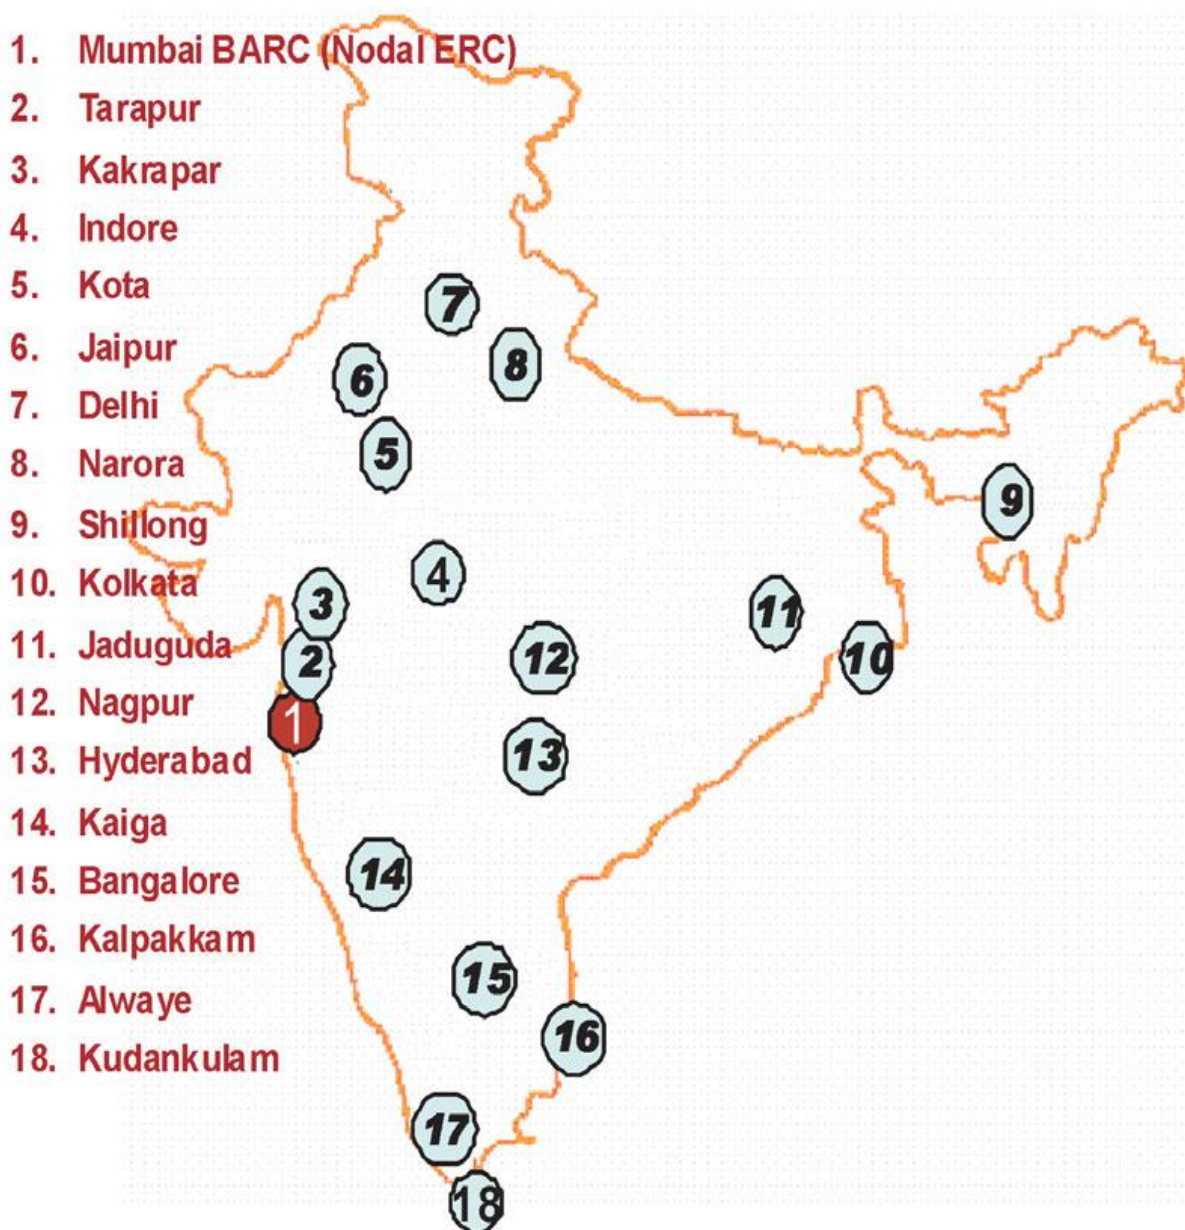 1. Mumbai BARC (Nodal ERC)
2. Tarapur
3. Kakrapar
4. Indore
5. Kota
6. Jaipur
7. Delhi
8. Narora
9. Shillong
10. Kolkata
11. Jaduguda
12. Nagpur
13. Hyderabad
14. Kaiga
15. Bangalore
16. Kalpakkam
17. Alwaye
18. Kudankulam
7
8
6
5
9
4
3
11
2
12
10
1
13
14
15
16
17
18